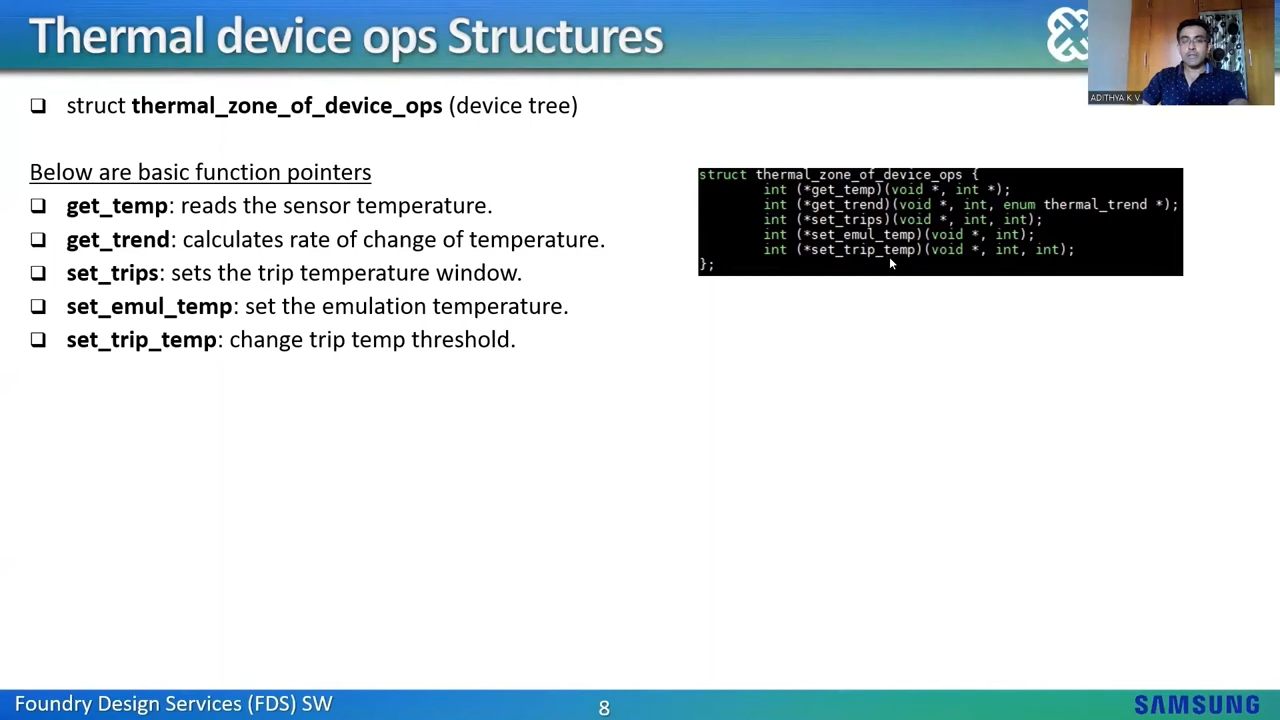 Thermal device ops Structures
ADITHYA K V
struct thermal_zone_of_device_ops (device tree)
Below are basic function pointers
get_temp: reads the sensor temperature.
get_trend: calculates rate of change of temperature.
set_trips: sets the trip temperature window.
set_emul_temp: set the emulation temperature.
set_trip_temp: change trip temp threshold.
struct thermal_zone_of_device_ops {
int (*get_temp)(void *, int *);
int (*get_trend)(void *, int, enum thermal_trend *);
int (*set_trips)(void *, int, int);
int (*set_emul_temp)(void *, int);
int (*set_trip_temp)(void *, int, int);
};
Foundry Design Services (FDS) SW
8
SAMSUNG